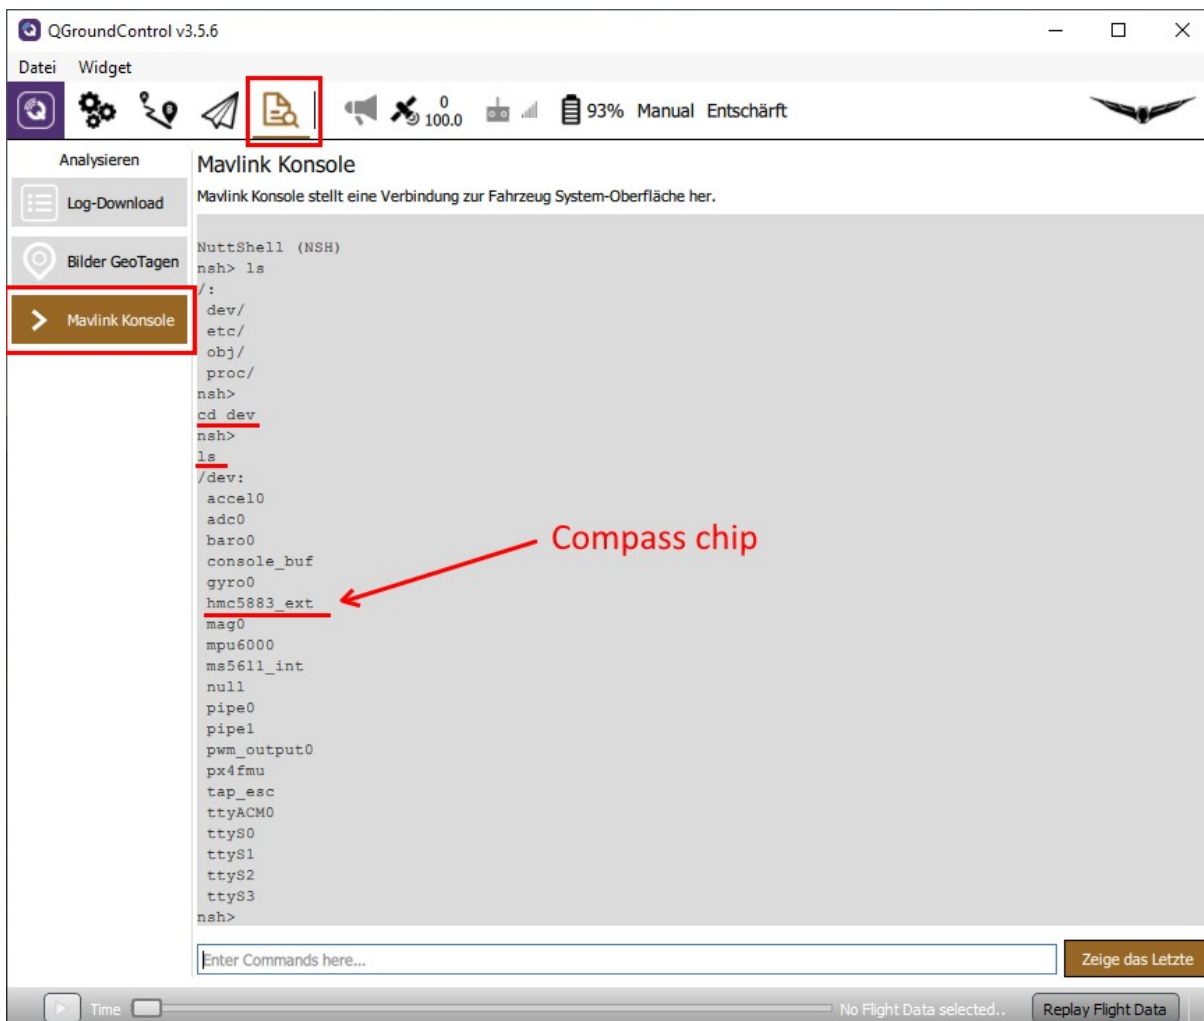 QGroundControl v3.5.6
Datei Widget
0
100.0
93% Manual Entschärft
Analysieren
Log-Download
Bilder GeoTagen
Mavlink Konsole
Mavlink Konsole
Mavlink Konsole stellt eine Verbindung zur Fahrzeug System-Oberfläche her.
NuttShell (NSH)
nsh> ls
/:
dev/
etc/
obj/
proc/
nsh>
cd dev
nsh>
ls
/dev:
accel0
adc0
baro0
console_buf
gyro0
hmc5883_ext
mag0
mpu6000
ms5611_int
null
pipe0
pipe1
pwm_output0
px4fmu
tap_esc
ttyACM0
ttyS0
ttyS1
ttyS2
ttyS3
nsh>
Compass chip
Enter Commands here...
Zeige das Letzte
Time
No Flight Data selected..
Replay Flight Data